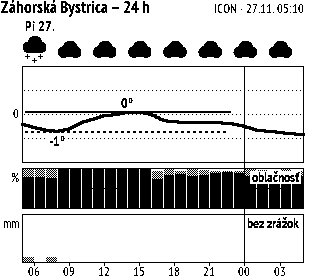 Záhorská Bystrica – 24 h ICON · 27.11. 05:10
Pi 27.
0°
0
-1°
%
oblačnosť
mm
bez zrážok
06 09 12 15 18 21 00 03